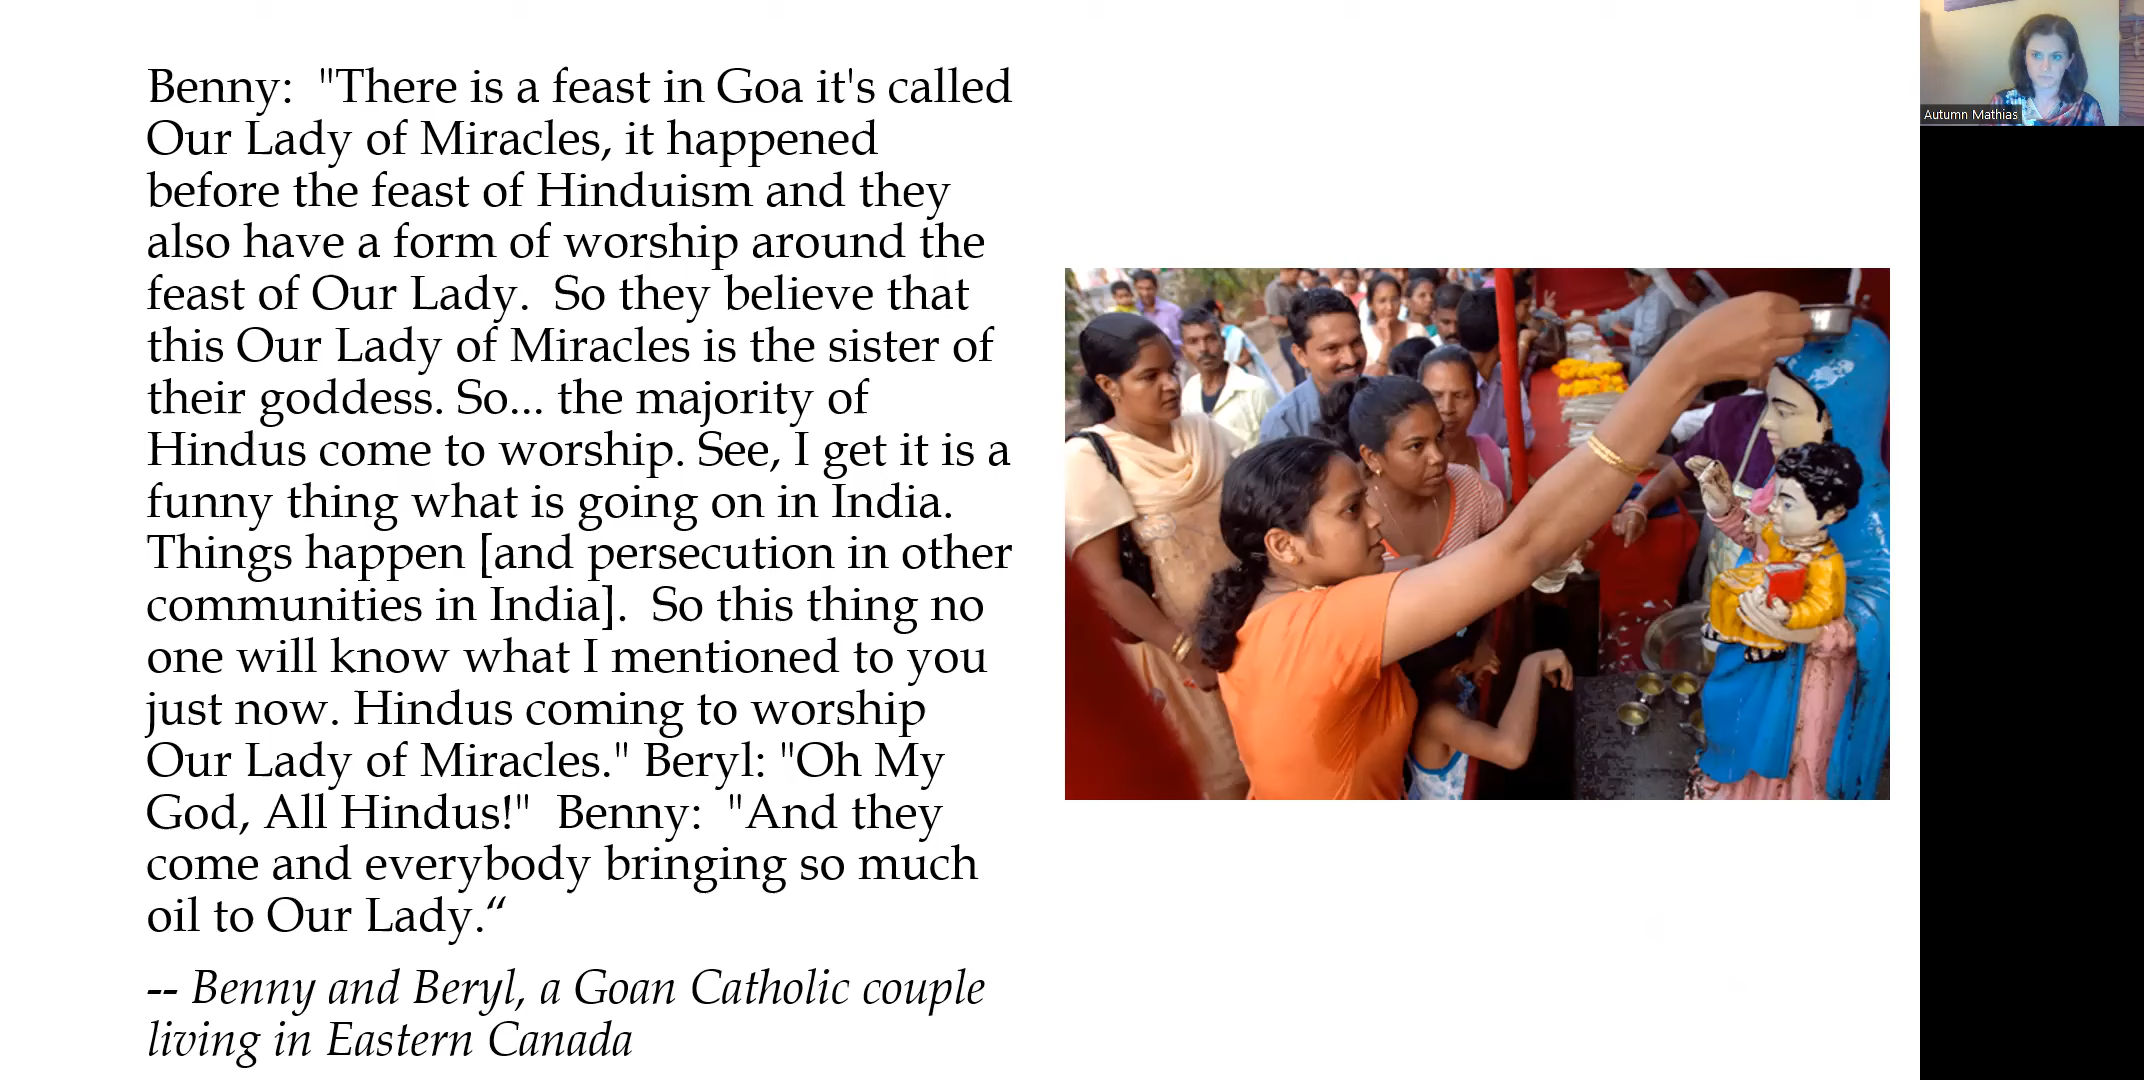 Benny:  "There is a feast in Goa it's called
Our Lady of Miracles, it happened
before the feast of Hinduism and they
also have a form of worship around the
feast of Our Lady.  So they believe that
this Our Lady of Miracles is the sister of
their goddess. So... the majority of
Hindus come to worship. See, I get it is a
funny thing what is going on in India.
Things happen [and persecution in other
communities in India].  So this thing no
one will know what I mentioned to you
just now. Hindus coming to worship
Our Lady of Miracles." Beryl: "Oh My
God, All Hindus!"  Benny:  "And they
come and everybody bringing so much
oil to Our Lady.“
-- Benny and Beryl, a Goan Catholic couple
living in Eastern Canada
Autumn Mathias